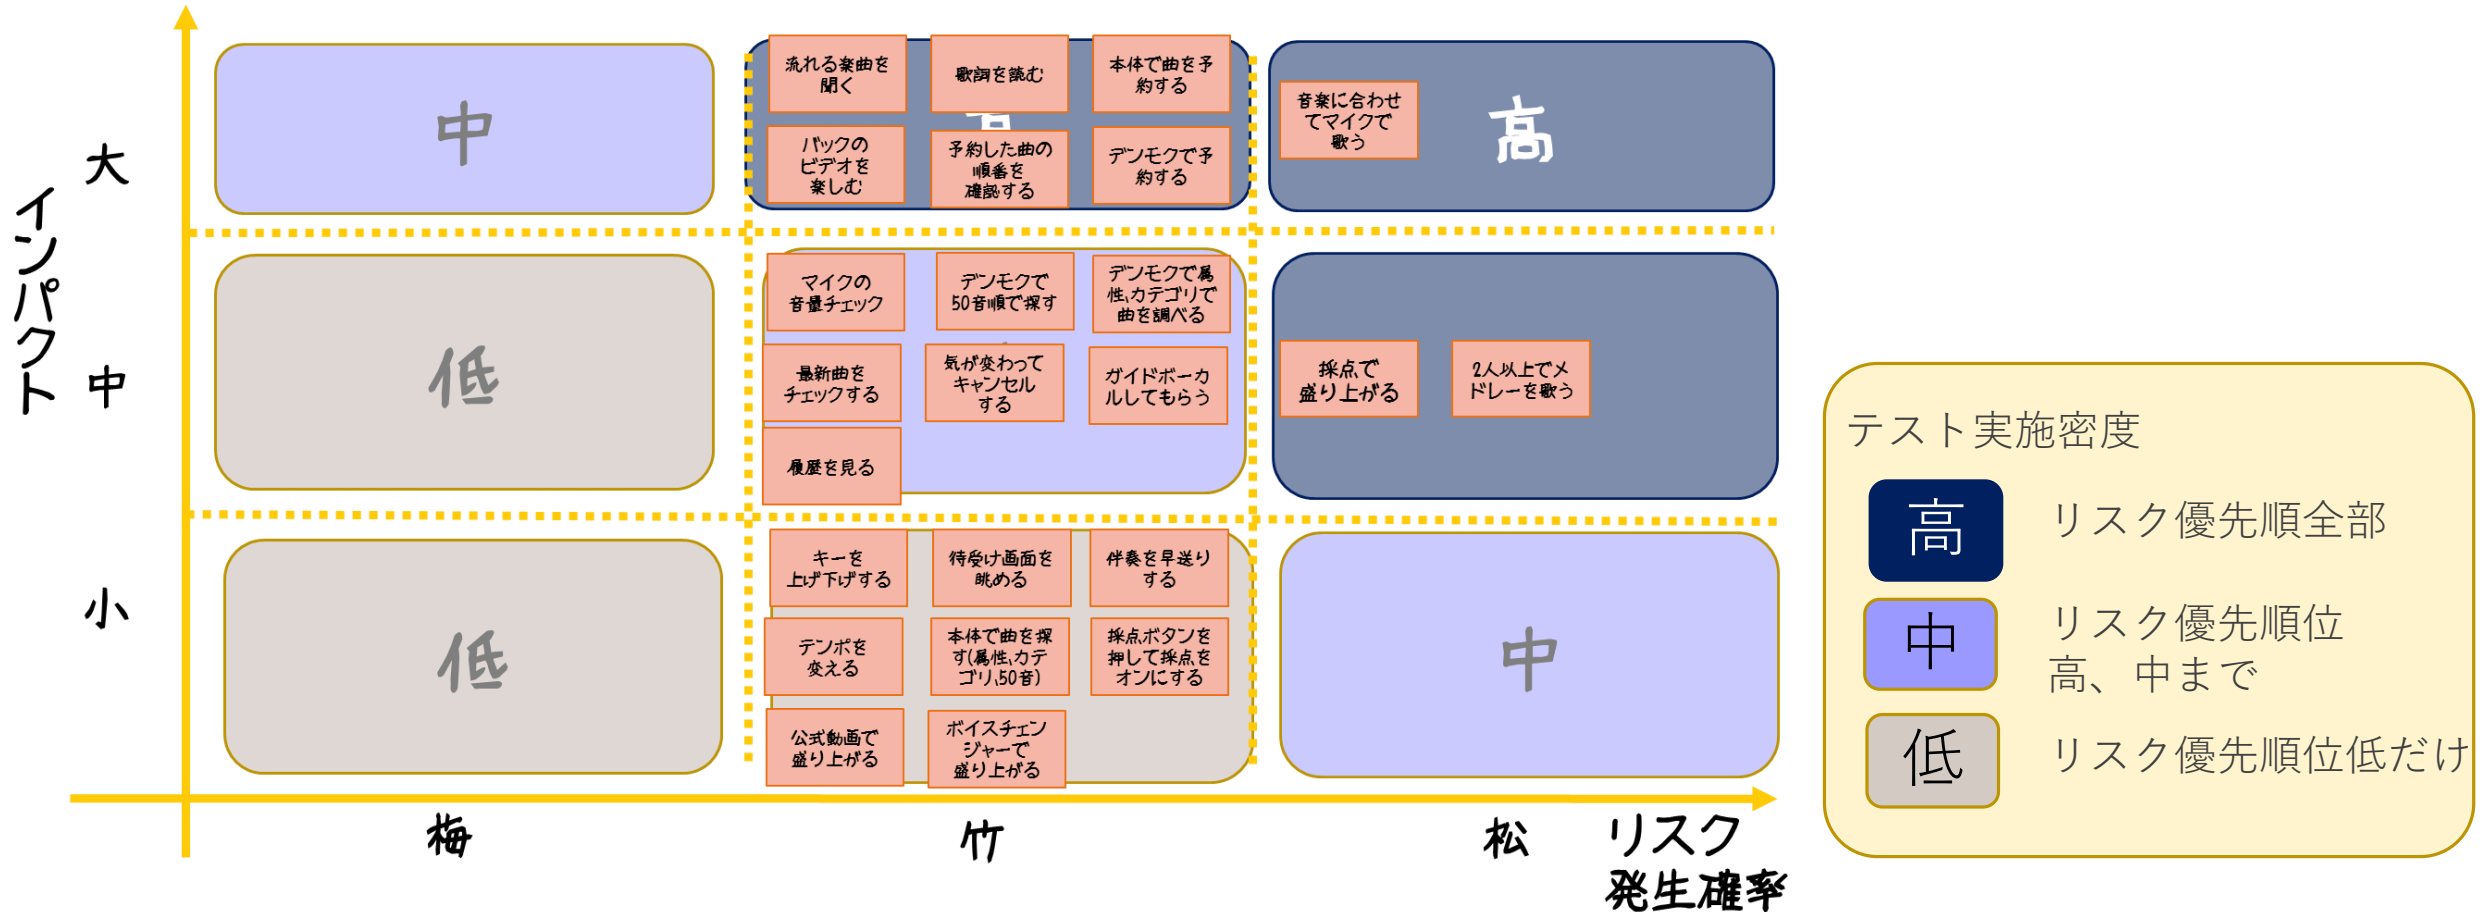 インパクト
大
中
小
中
流れる楽曲を
聞く
歌詞を読む
本体で曲を予
約する
バックの
ビデオを
楽しむ
予約した曲の
順番を
確認する
デンモクで予
約する
音楽に合わせ
てマイクで
歌う
高
低
マイクの
音量チェック
デンモクで
50音順で探す
デンモクで属
性、カテゴリで
曲を調べる
最新曲を
チェックする
気が変わって
キャンセル
する
ガイドボーカ
ルしてもらう
履歴を見る
採点で
盛り上がる
2人以上でメ
ドレーを歌う
低
キーを
上げ下げする
待受け画面を
眺める
伴奏を早送り
する
テンポを
変える
本体で曲を探
す(属性、カテ
ゴリ、50音)
採点ボタンを
押して採点を
オンにする
公式動画で
盛り上がる
ボイスチェン
ジャーで
盛り上がる
中
梅
竹
松
リスク
発生確率
テスト実施密度
高
リスク優先順全部
中
リスク優先順位
高、中まで
低
リスク優先順位低だけ